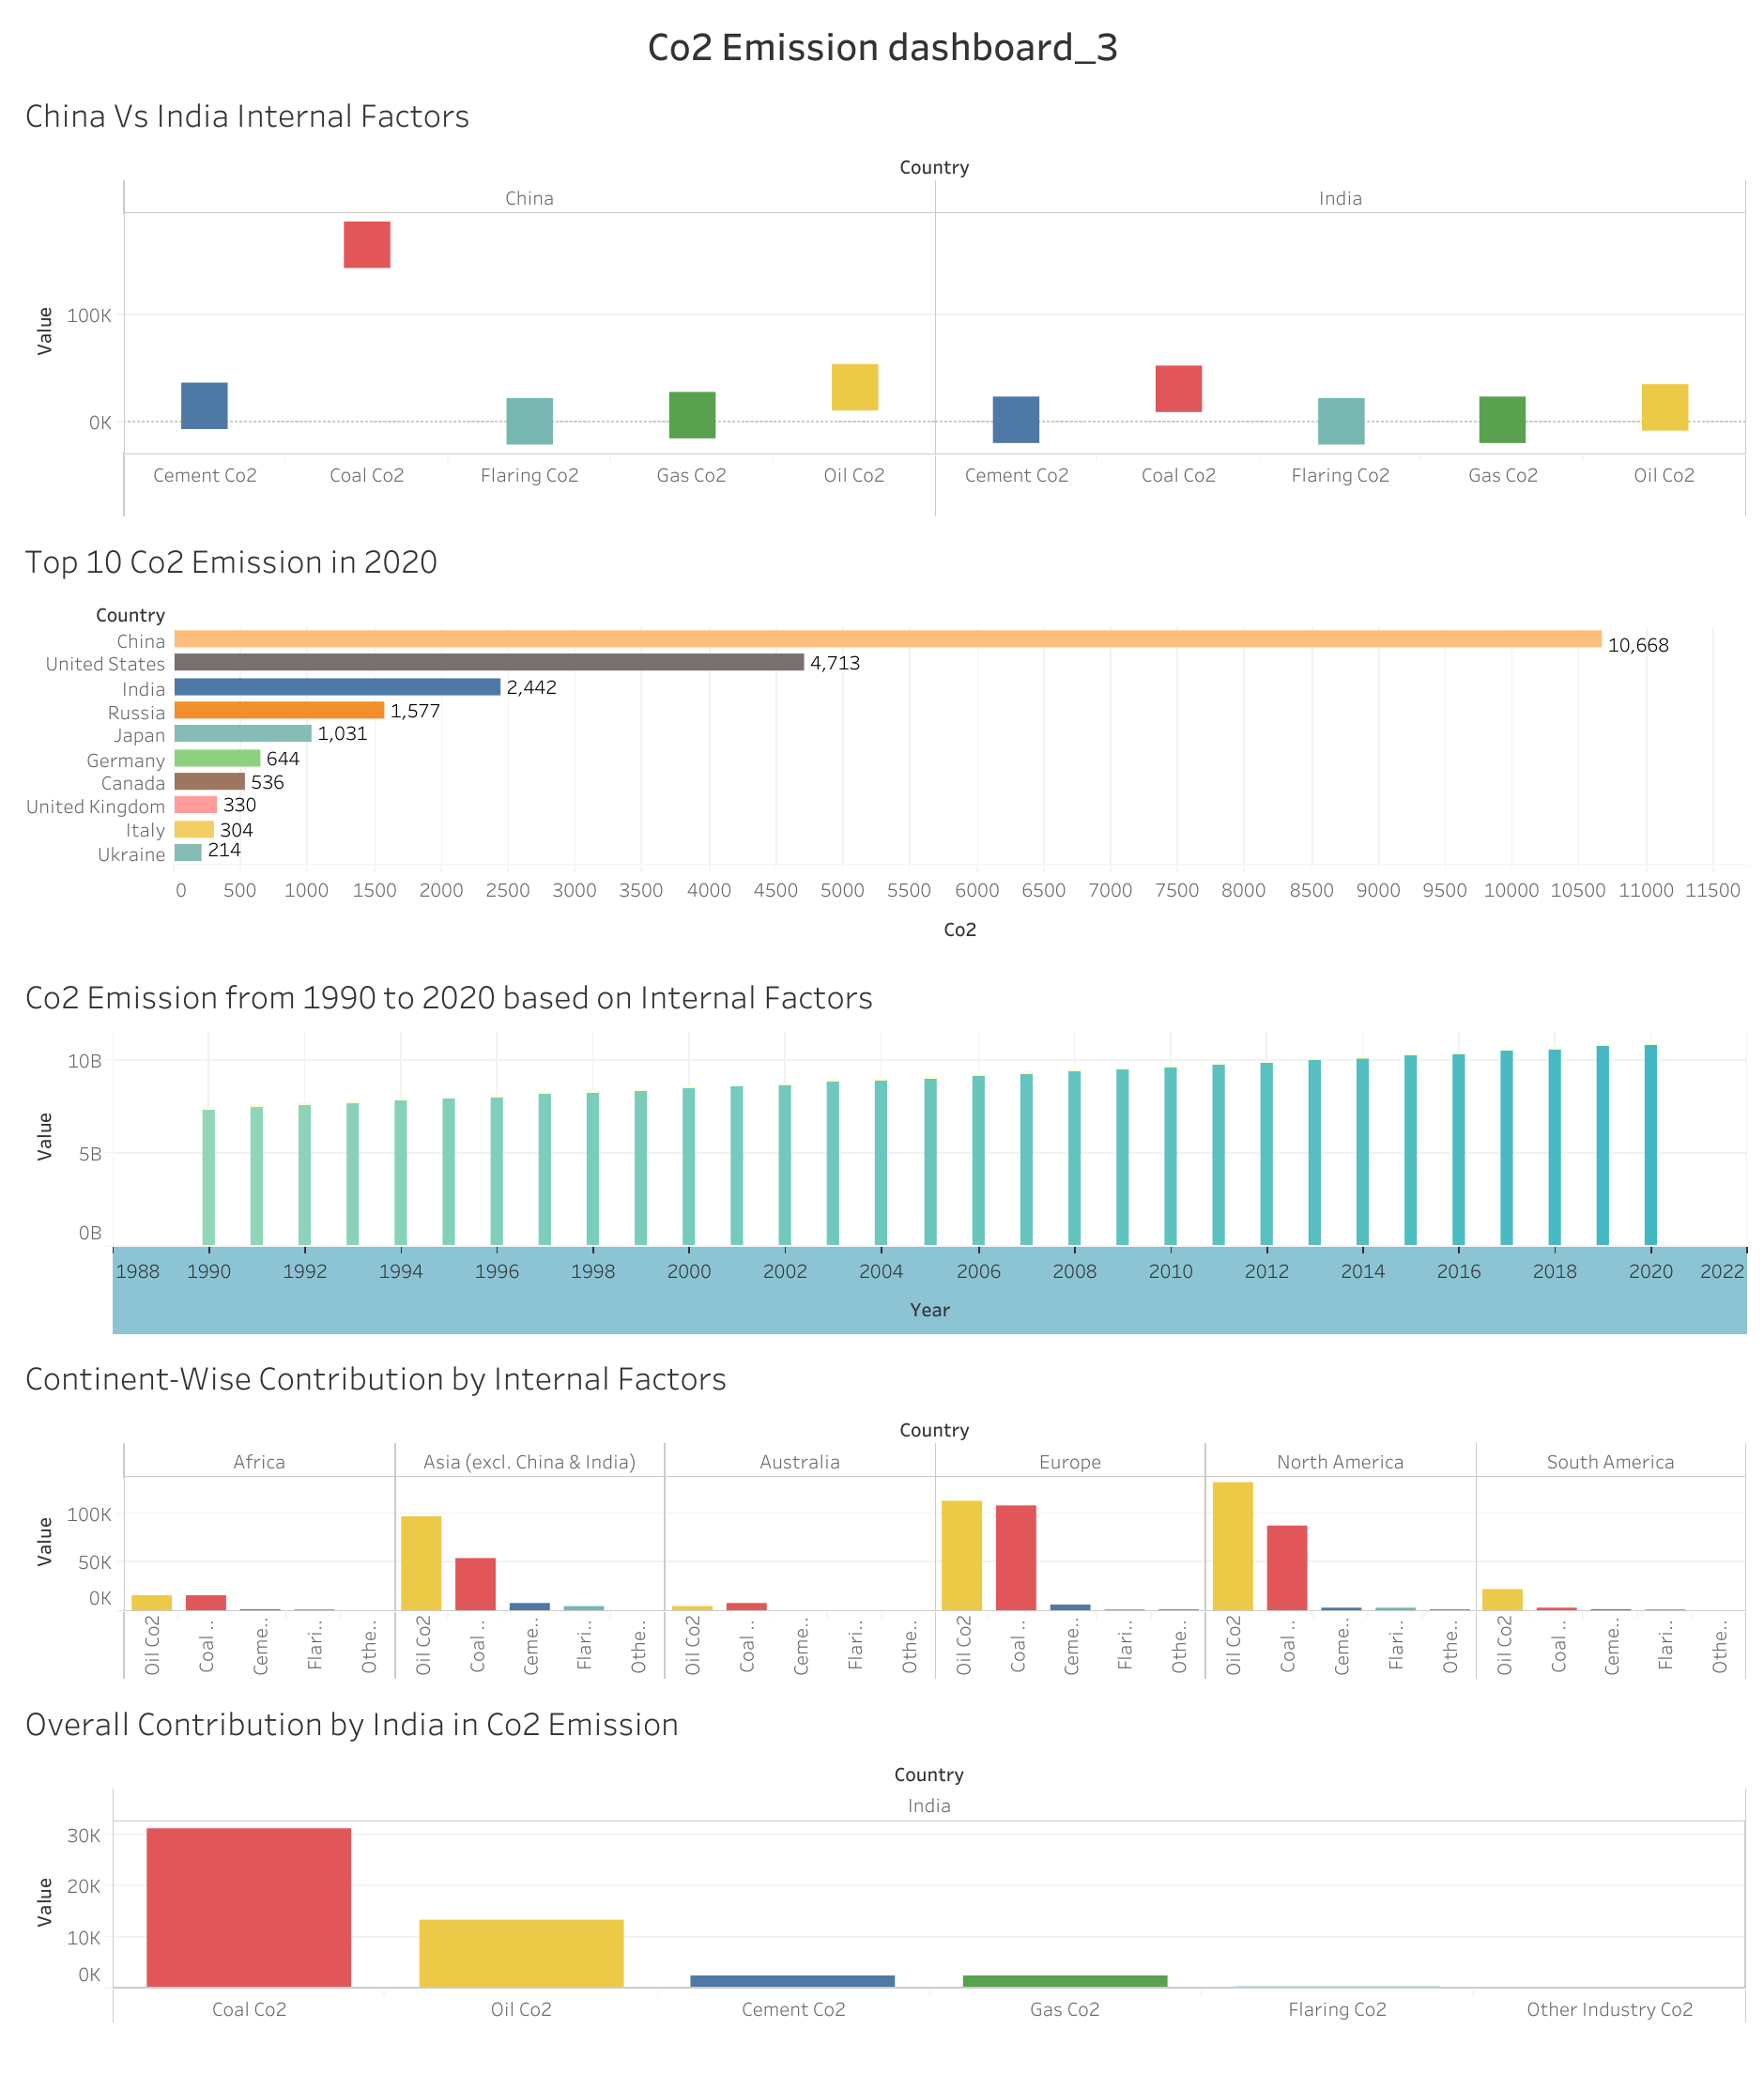 Co2 Emission dashboard_3
China Vs India Internal Factors
Country
China India
Value
100K
0K
Cement Co2 Coal Co2 Flaring Co2 Gas Co2 Oil Co2 Cement Co2 Coal Co2 Flaring Co2 Gas Co2 Oil Co2
Top 10 Co2 Emission in 2020
Country
China 10,668
United States 4,713
India 2,442
Russia 1,577
Japan 1,031
Germany 644
Canada 536
United Kingdom 330
Italy 304
Ukraine 214
0 500 1000 1500 2000 2500 3000 3500 4000 4500 5000 5500 6000 6500 7000 7500 8000 8500 9000 9500 10000 10500 11000 11500
Co2
Co2 Emission from 1990 to 2020 based on Internal Factors
Value
10B
5B
0B
1988 1990 1992 1994 1996 1998 2000 2002 2004 2006 2008 2010 2012 2014 2016 2018 2020 2022
Year
Continent-Wise Contribution by Internal Factors
Country
Africa Asia (excl. China & India) Australia Europe North America South America
Value
100K
50K
0K
Oil Co2 Coal .. Ceme.. Flari.. Othe.. Oil Co2 Coal .. Ceme.. Flari.. Othe.. Oil Co2 Coal .. Ceme.. Flari.. Othe.. Oil Co2 Coal .. Ceme.. Flari.. Othe.. Oil Co2 Coal .. Ceme.. Flari.. Othe.. Oil Co2 Coal .. Ceme.. Flari.. Othe..
Overall Contribution by India in Co2 Emission
Country
India
Value
30K
20K
10K
0K
Coal Co2 Oil Co2 Cement Co2 Gas Co2 Flaring Co2 Other Industry Co2